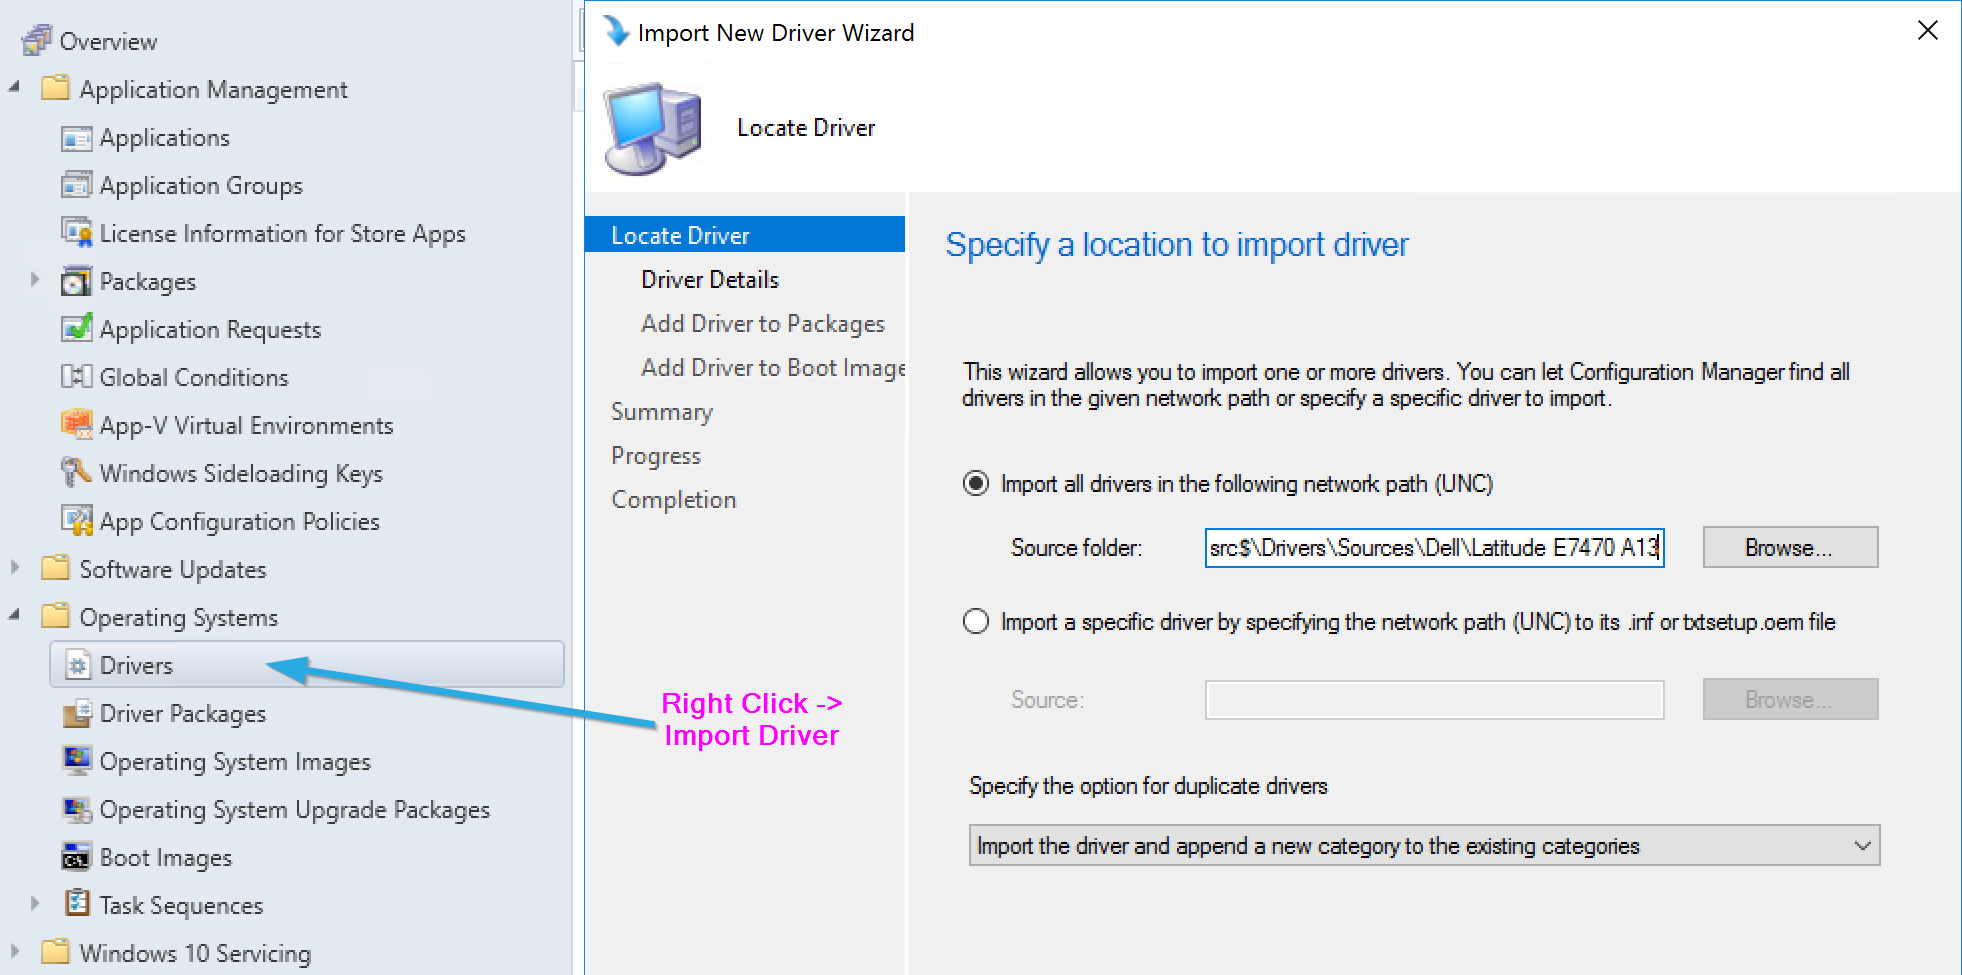 Overview
Application Management
Applications
Application Groups
License Information for Store Apps
Packages
Application Requests
Global Conditions
App-V Virtual Environments
Windows Sideloading Keys
App Configuration Policies
Software Updates
Operating Systems
Drivers
Driver Packages
Operating System Images
Operating System Upgrade Packages
Boot Images
Task Sequences
Windows 10 Servicing
Import New Driver Wizard
Locate Driver
Locate Driver
Driver Details
Add Driver to Packages
Add Driver to Boot Image
Summary
Progress
Completion
Right Click ->
Import Driver
Specify a location to import driver
This wizard allows you to import one or more drivers. You can let Configuration Manager find all
drivers in the given network path or specify a specific driver to import.
Import all drivers in the following network path (UNC)
Source folder: src$\Drivers\Sources\Dell\Latitude E7470 A13 Browse...
Import a specific driver by specifying the network path (UNC) to its .inf or txtsetup.oem file
Source: Browse...
Specify the option for duplicate drivers
Import the driver and append a new category to the existing categories